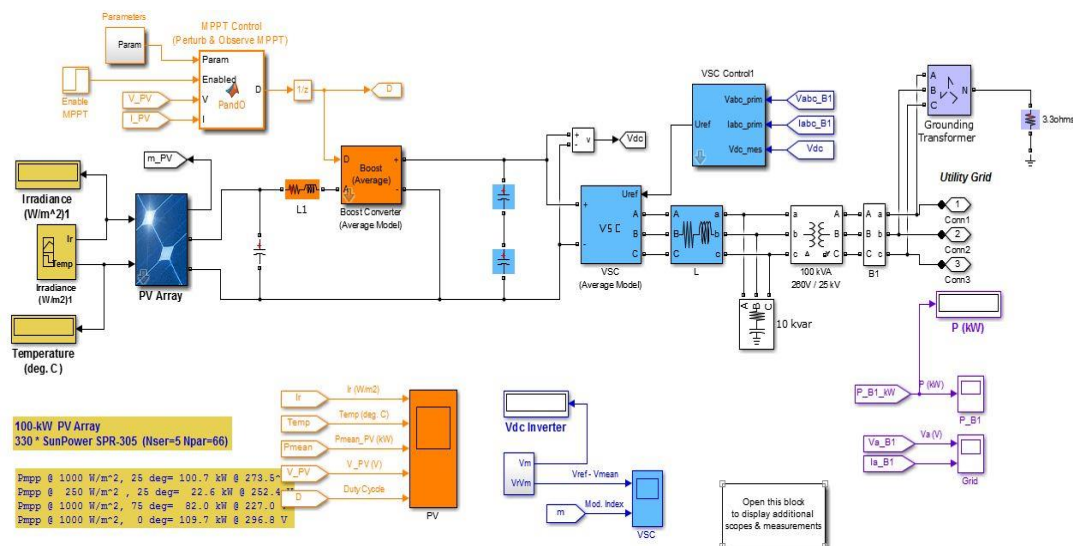 Parameters
Param
MPPT Control
(Perturb & Observe MPPT)
Param
Enabled
V
I
PandO
D
1/z
D
Enable
MPPT
V_PV
I_PV
m_PV
Irradiance
(W/m^2)1
Ir
Temp
Irradiance
(W/m2)1
Temperature
(deg. C)
PV Array
L1
D
A
Boost
(Average)
+
-
Boost Converter
(Average Model)
+
-
v
Vdc
VSC Control1
Uref
Vabc_prim
Iabc_prim
Vdc_mes
Vabc_B1
Iabc_B1
Vdc
Uref
+
-
VSC
A
B
C
VSC
(Average Model)
A
B
C
a
b
c
L
A B C
10 kvar
a
b
c
A
B
C
100 kVA
260V / 25 kV
A
B
C
a
b
c
B1
A
B
C
N
Grounding
Transformer
3.3ohms
Utility Grid
1
Conn1
2
Conn2
3
Conn3
P (kW)
P_B1_kW
P (kW)
P_B1
Va_B1
Va (V)
Ia_B1
Grid
100-kW PV Array
330 * SunPower SPR-305 (Nser=5 Npar=66)
Pmpp @ 1000 W/m^2, 25 deg= 100.7 kW @ 273.5
Pmpp @ 250 W/m^2 , 25 deg= 22.6 kW @ 252.4 V
Pmpp @ 1000 W/m^2, 75 deg= 82.0 kW @ 227.0
Pmpp @ 1000 W/m^2, 0 deg= 109.7 kW @ 296.8 V
Ir
Ir (W/m2)
Temp
Temp (deg. C)
Pmean
Pmean_PV (kW)
V_PV
V_PV (V)
D
Duty Cycode
PV
Vdc Inverter
Vm
VrVm
Vref - Vmean
m
Mod. Index
VSC
Open this block
to display additional
scopes & measurements